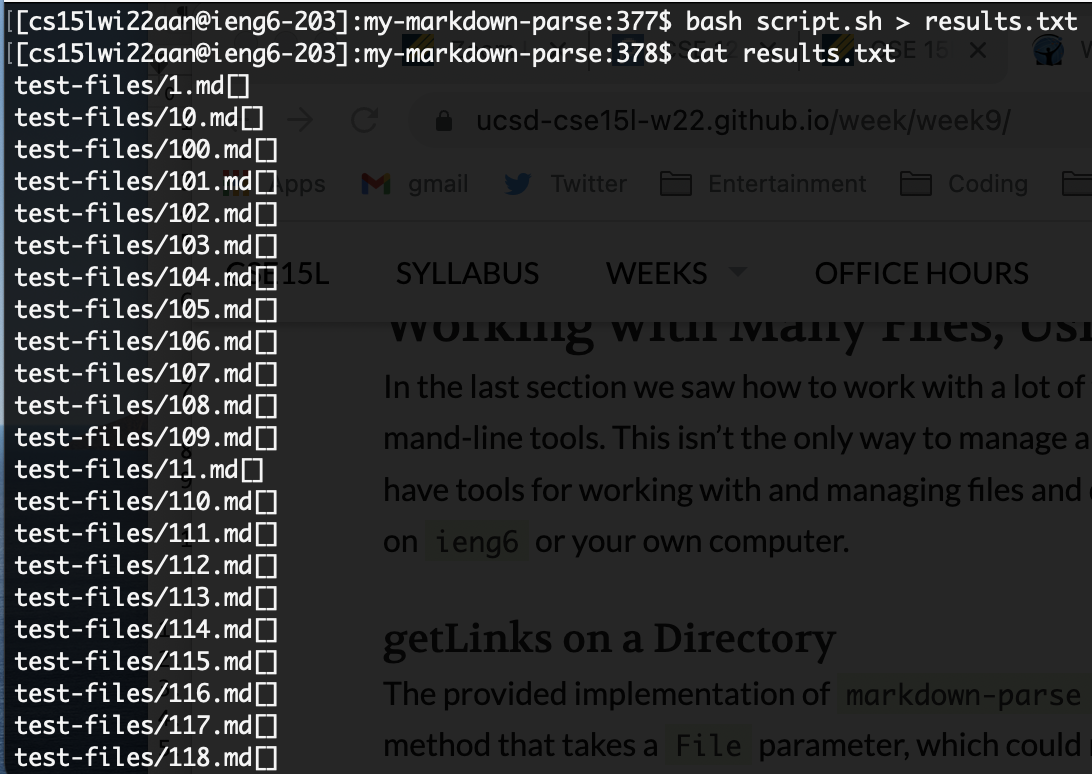 [[cs15lwi22aan@ieng6-203]:my-markdown-parse:377$ bash script.sh > results.txt
[[cs15lwi22aan@ieng6-203]:my-markdown-parse:378$ cat results.txt
CSE 15
test-files/1.md[]
test-files/10.md[]
ucsd-cse15l-w22.github.io/week/week9/
test-files/100.md[]
test-files/101.md[]
Apps gmail Twitter Entertainment Coding
test-files/102.md[]
test-files/103.md[]
test-files/104.md[]
CSE15L SYLLABUS WEEKS OFFICE HOURS
test-files/105.md[]
Working with Many Files,
test-files/106.md[]
test-files/107.md[]
In the last section we saw how to work with a lot of
test-files/108.md[]
test-files/109.md[]
mand-line tools. This isn't the only way to manage a
test-files/11.md[]
have tools for working with and managing files and
test-files/110.md[]
test-files/111.md[]
on ieng6 or your own computer.
test-files/112.md[]
test-files/113.md[]
test-files/114.md[]
getLinks on a Directory
test-files/115.md[]
test-files/116.md[]
The provided implementation of markdown-parse
test-files/117.md[]
method that takes a File parameter, which could
test-files/118.md[]